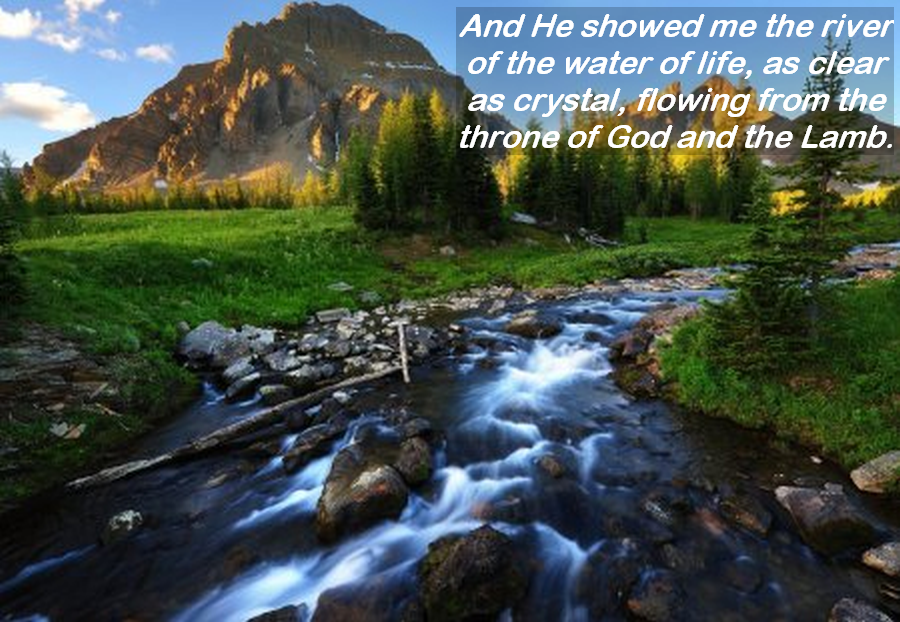 And He showed me the river
of the water of life, as clear
as crystal, flowing from the
throne of God and the Lamb.